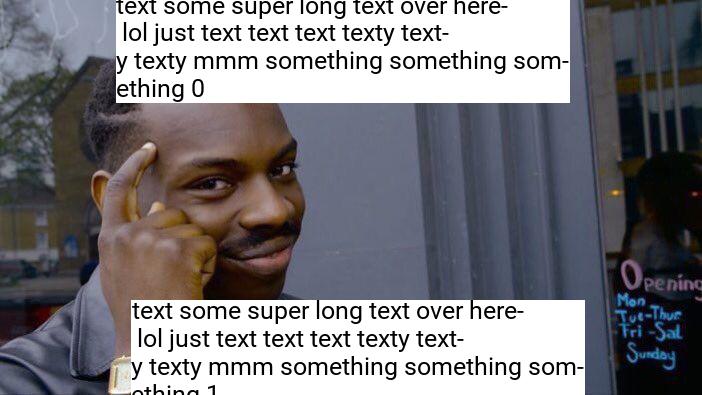 text some super long text over here-
lol just text text text texty text-
y texty mmm something something som-
ething 0
Opening
Mon
Tue-Thur
Fri-Sat
Sunday
text some super long text over here-
lol just text text text texty text-
y texty mmm something something som-
ething 1